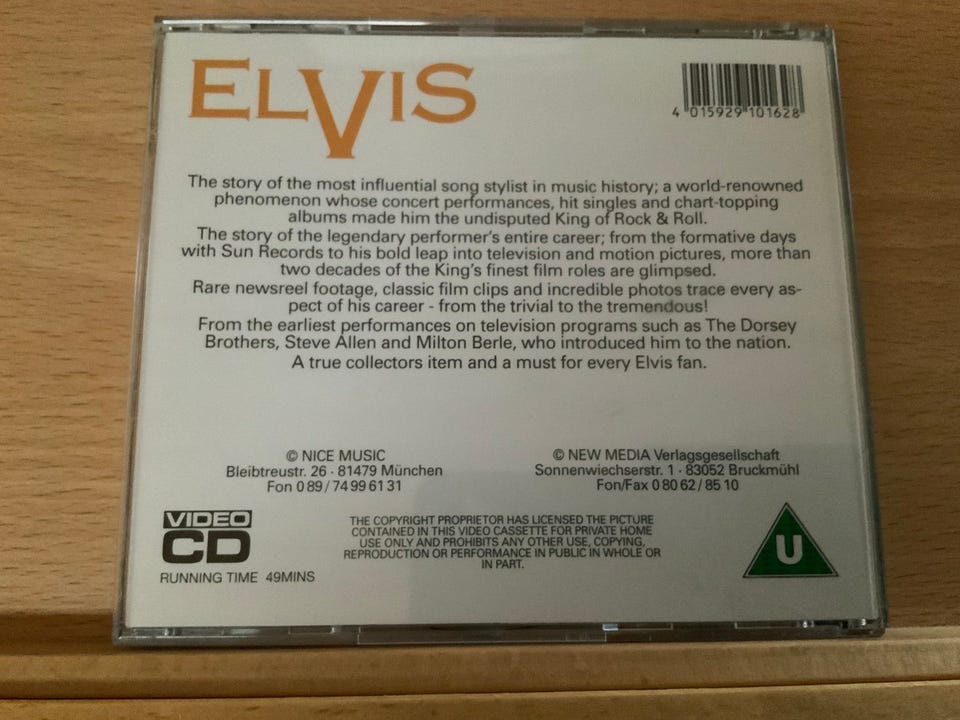 ELVIS
4 015929 101628
The story of the most influential song stylist in music history; a world-renowned
phenomenon whose concert performances, hit singles and chart-topping
albums made him the undisputed King of Rock & Roll.
The story of the legendary performer's entire career; from the formative days
with Sun Records to his bold leap into television and motion pictures, more than
two decades of the King's finest film roles are glimpsed.
Rare newsreel footage, classic film clips and incredible photos trace every as-
pect of his career - from the trivial to the tremendous!
From the earliest performances on television programs such as The Dorsey
Brothers, Steve Allen and Milton Berle, who introduced him to the nation.
A true collectors item and a must for every Elvis fan.
© NICE MUSIC
Bleibtreustr. 26 · 81479 München
Fon 0 89 / 74 99 61 31
© NEW MEDIA Verlagsgesellschaft
Sonnenwiechserstr. 1 · 83052 Bruckmühl
Fon/Fax 0 80 62 / 85 10
VIDEO
CD
RUNNING TIME 49MINS
THE COPYRIGHT PROPRIETOR HAS LICENSED THE PICTURE
CONTAINED IN THIS VIDEO CASSETTE FOR PRIVATE HOME
USE ONLY AND PROHIBITS ANY OTHER USE, COPYING,
REPRODUCTION OR PERFORMANCE IN PUBLIC IN WHOLE OR
IN PART.
U